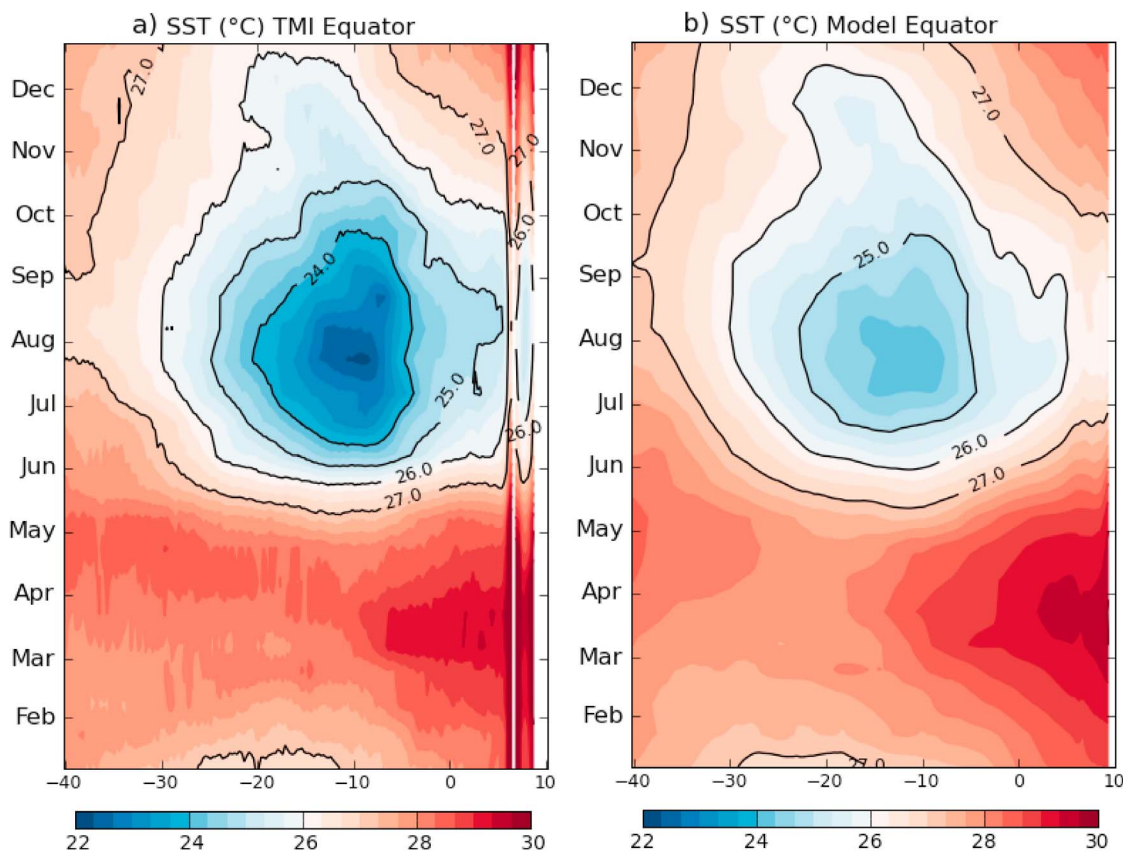 a) SST (°C) TMI Equator
Dec
Nov
Oct
Sep
Aug
Jul
Jun
May
Apr
Mar
Feb
27.0
27.0
27.0
26.0
24.0
25.0
26.0
26.0
27.0
−40 −30 −20 −10 0 10
22 24 26 28 30
b) SST (°C) Model Equator
Dec
Nov
Oct
Sep
Aug
Jul
Jun
May
Apr
Mar
Feb
27.0
25.0
26.0
27.0
27.0
−40 −30 −20 −10 0 10
22 24 26 28 30